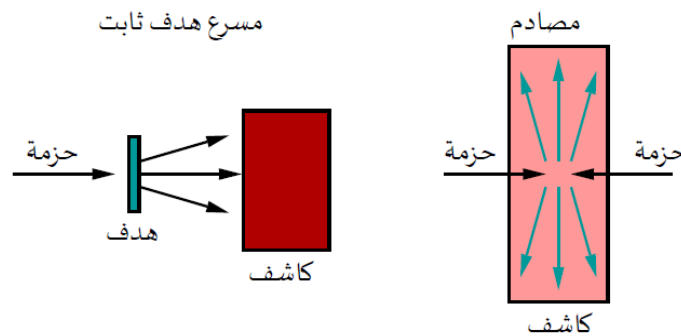 مصادم
مسرع هدف ثابت
حزمة
حزمة
حزمة
هدف
كاشف
كاشف